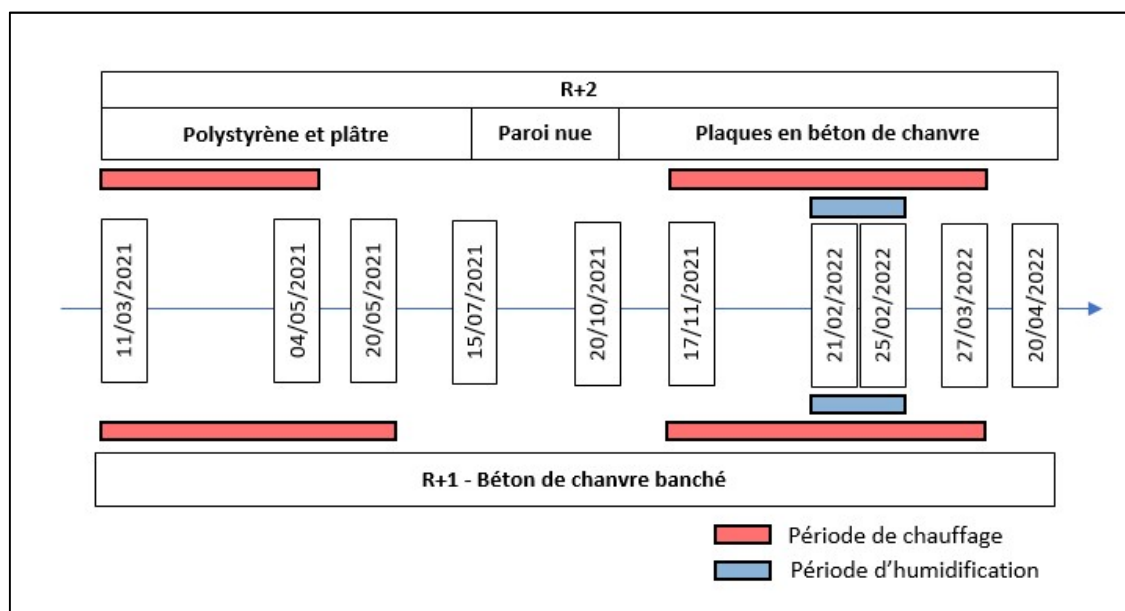 R+2
Polystyrène et plâtre
Paroi nue
Plaques en béton de chanvre
11/03/2021
04/05/2021
20/05/2021
15/07/2021
20/10/2021
17/11/2021
21/02/2022
25/02/2022
27/03/2022
20/04/2022
R+1 - Béton de chanvre banché
Période de chauffage
Période d'humidification